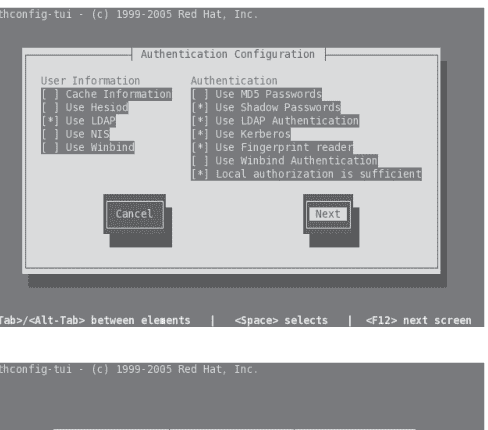 thconfig-tui - (c) 1999-2005 Red Hat, Inc.
Authentication Configuration
User Information
[ ] Cache Information
[ ] Use Hesiod
[*] Use LDAP
[ ] Use NIS
[ ] Use Winbind
Authentication
[ ] Use MD5 Passwords
[*] Use Shadow Passwords
[*] Use LDAP Authentication
[*] Use Kerberos
[*] Use Fingerprint reader
[ ] Use Winbind Authentication
[*] Local authorization is sufficient
Cancel
Next
Tab>/<Alt-Tab> between elements | <Space> selects | <F12> next screen
thconfig-tui - (c) 1999-2005 Red Hat, Inc.